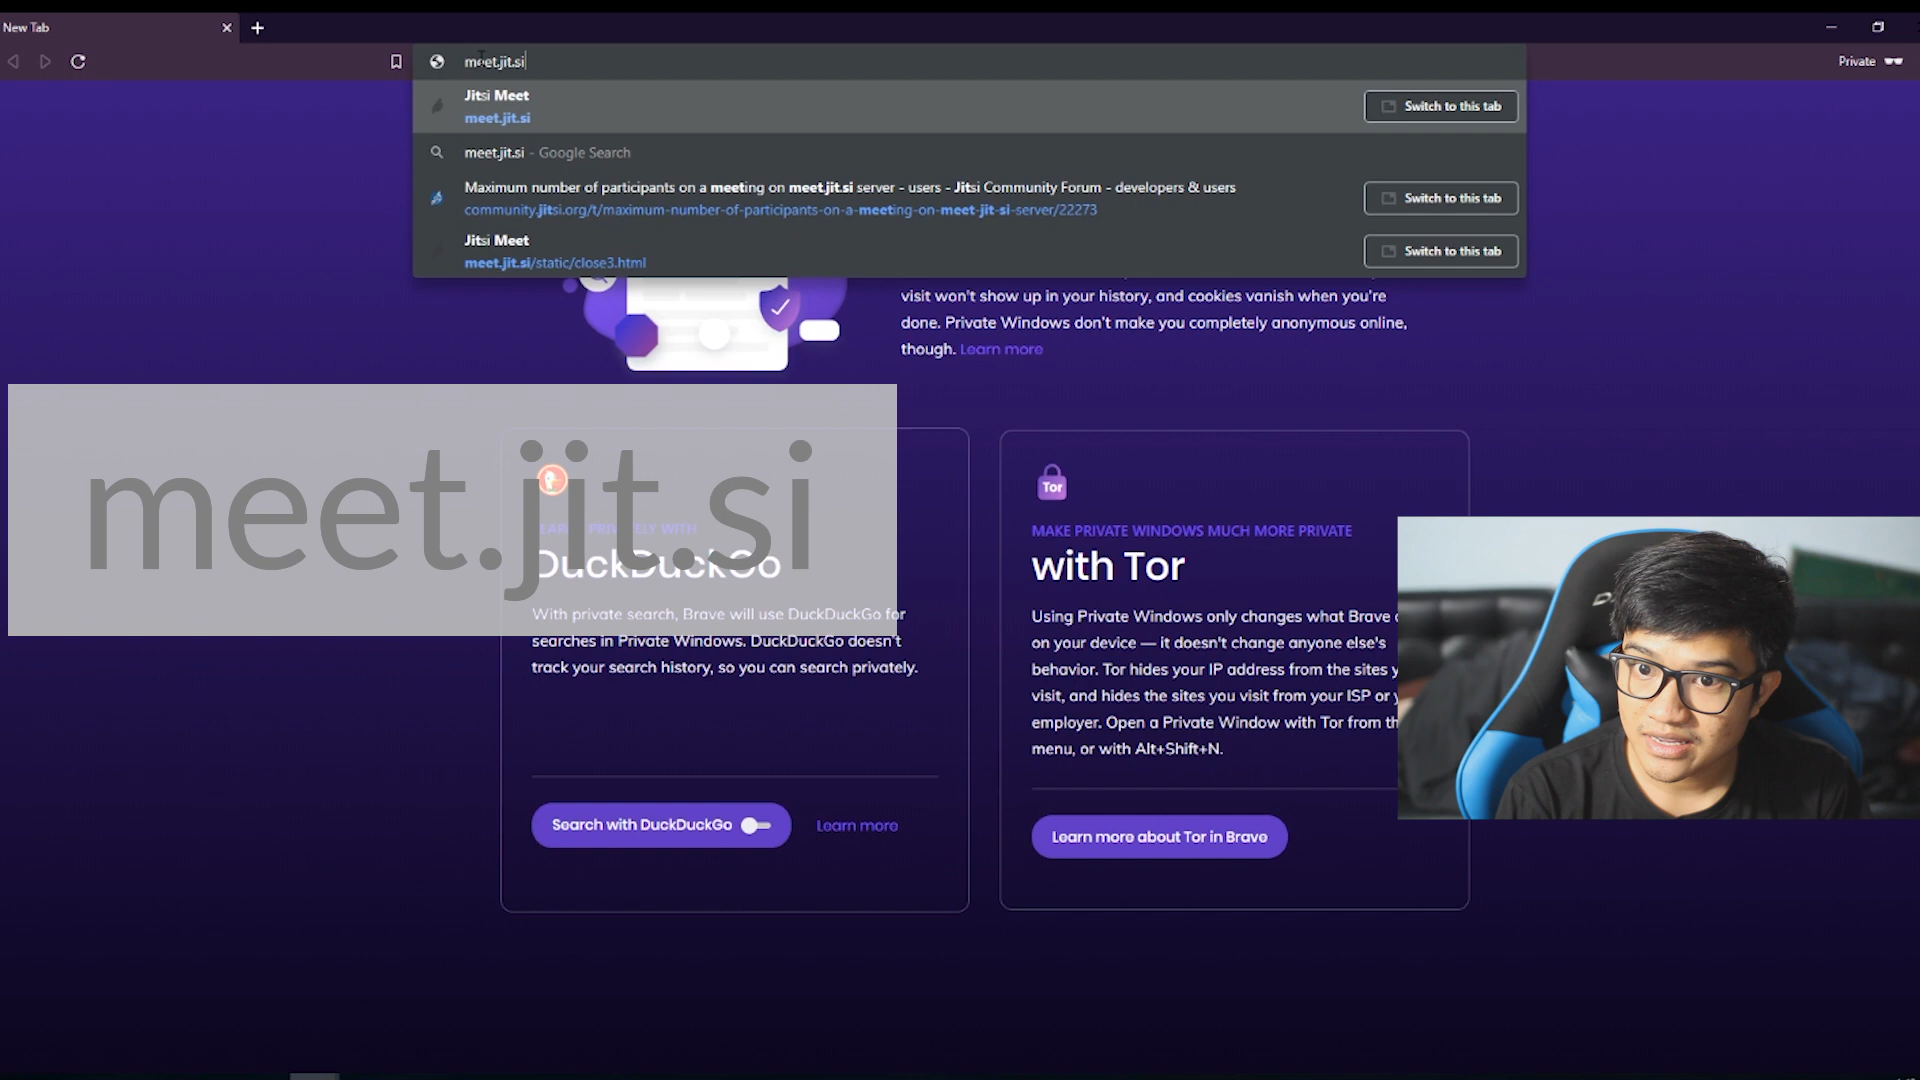 New Tab
meet.jit.si
Private
Jitsi Meet
meet.jit.si
Switch to this tab
meet.jit.si - Google Search
Maximum number of participants on a meeting on meet.jit.si server - users - Jitsi Community Forum - developers & users
community.jitsi.org/t/maximum-number-of-participants-on-a-meeting-on-meet-jit-si-server/22273
Switch to this tab
Jitsi Meet
meet.jit.si/static/close3.html
Switch to this tab
visit won't show up in your history, and cookies vanish when you're
done. Private Windows don't make you completely anonymous online,
though. Learn more
meet.jit.si
PRIVATELY WITH
DuckDuckGo
With private search, Brave will use DuckDuckGo for
searches in Private Windows. DuckDuckGo doesn't
track your search history, so you can search privately.
Search with DuckDuckGo
Learn more
Tor
MAKE PRIVATE WINDOWS MUCH MORE PRIVATE
with Tor
Using Private Windows only changes what Brave
on your device — it doesn't change anyone else's
behavior. Tor hides your IP address from the sites y
visit, and hides the sites you visit from your ISP or
employer. Open a Private Window with Tor from th
menu, or with Alt+Shift+N.
Learn more about Tor in Brave